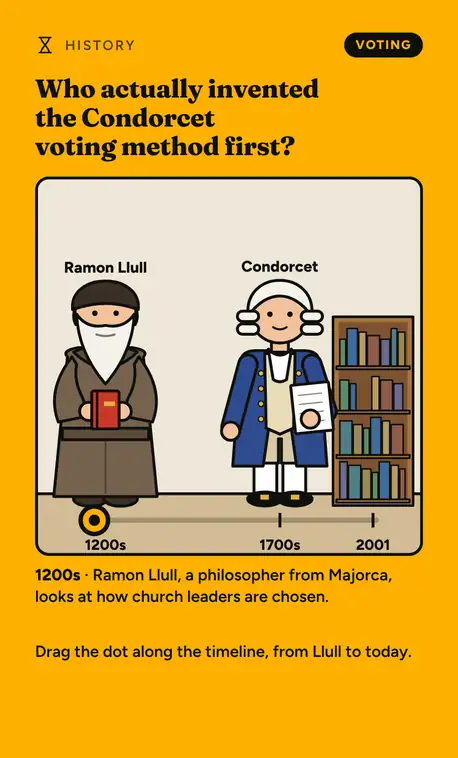 HISTORY
VOTING
Who actually invented
the Condorcet
voting method first?
Ramon Llull
Condorcet
1200s
1700s
2001
1200s · Ramon Llull, a philosopher from Majorca,
looks at how church leaders are chosen.
Drag the dot along the timeline, from Llull to today.